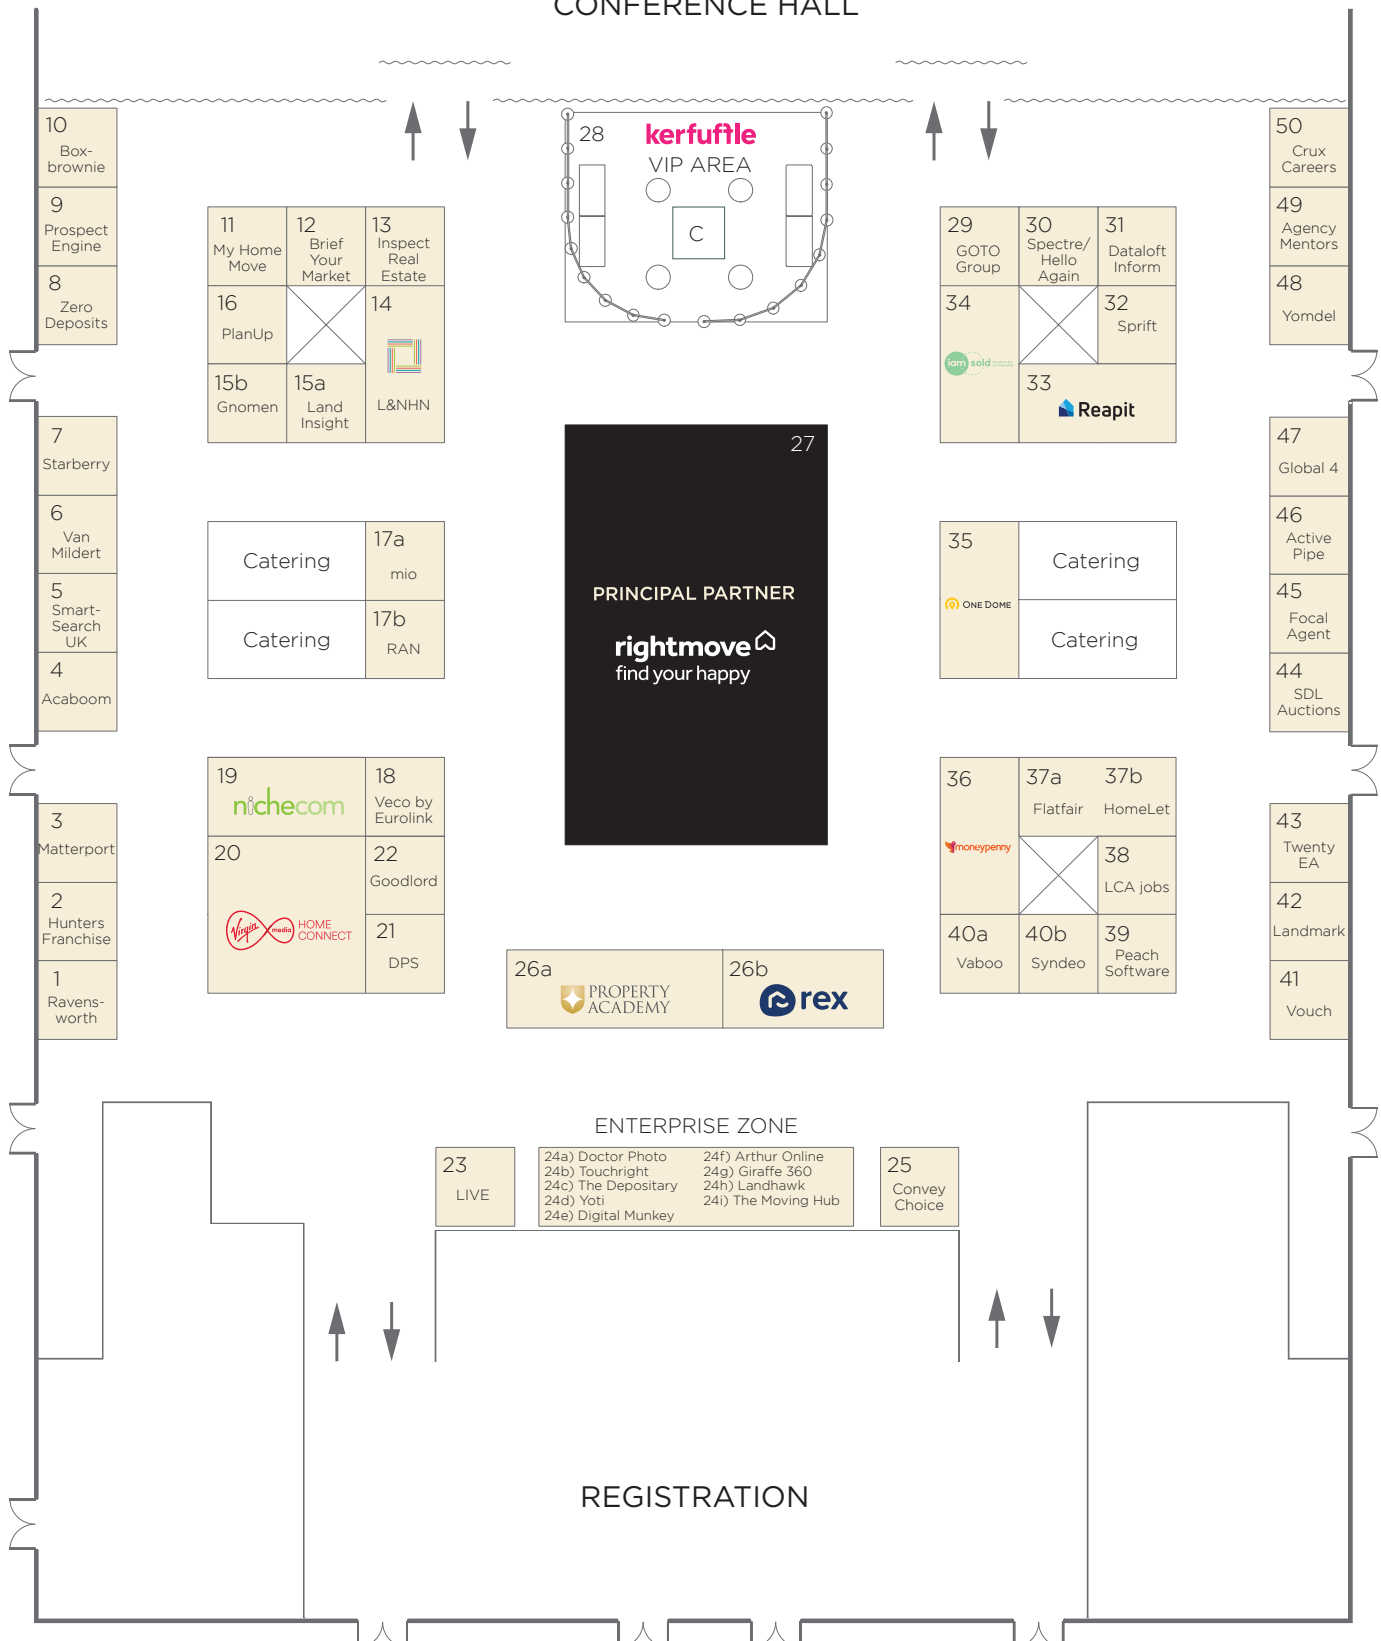 CONFERENCE HALL
10
Box-
brownie
9
Prospect
Engine
8
Zero
Deposits
7
Starberry
6
Van
Mildert
5
Smart-
Search
UK
4
Acaboom
3
Matterport
2
Hunters
Franchise
1
Ravens-
worth
11
My Home
Move
12
Brief
Your
Market
13
Inspect
Real
Estate
16
PlanUp
14
L&NHN
15b
Gnomen
15a
Land
Insight
Catering
17a
mio
Catering
17b
RAN
19
nichecom
18
Veco by
Eurolink
20
Virgin media HOME
CONNECT
22
Goodlord
21
DPS
28
kerfuffle
VIP AREA
C
27
PRINCIPAL PARTNER
rightmove
find your happy
26a
PROPERTY
ACADEMY
26b
rex
ENTERPRISE ZONE
23
LIVE
24a) Doctor Photo
24b) Touchright
24c) The Depositary
24d) Yoti
24e) Digital Munkey
24f) Arthur Online
24g) Giraffe 360
24h) Landhawk
24i) The Moving Hub
25
Convey
Choice
29
GOTO
Group
30
Spectre/
Hello
Again
31
Dataloft
Inform
34
iam sold
32
Sprift
33
Reapit
35
ONE DOME
Catering
Catering
36
moneypenny
37a
Flatfair
37b
HomeLet
38
LCA jobs
40a
Vaboo
40b
Syndeo
39
Peach
Software
50
Crux
Careers
49
Agency
Mentors
48
Yomdel
47
Global 4
46
Active
Pipe
45
Focal
Agent
44
SDL
Auctions
43
Twenty
EA
42
Landmark
41
Vouch
REGISTRATION